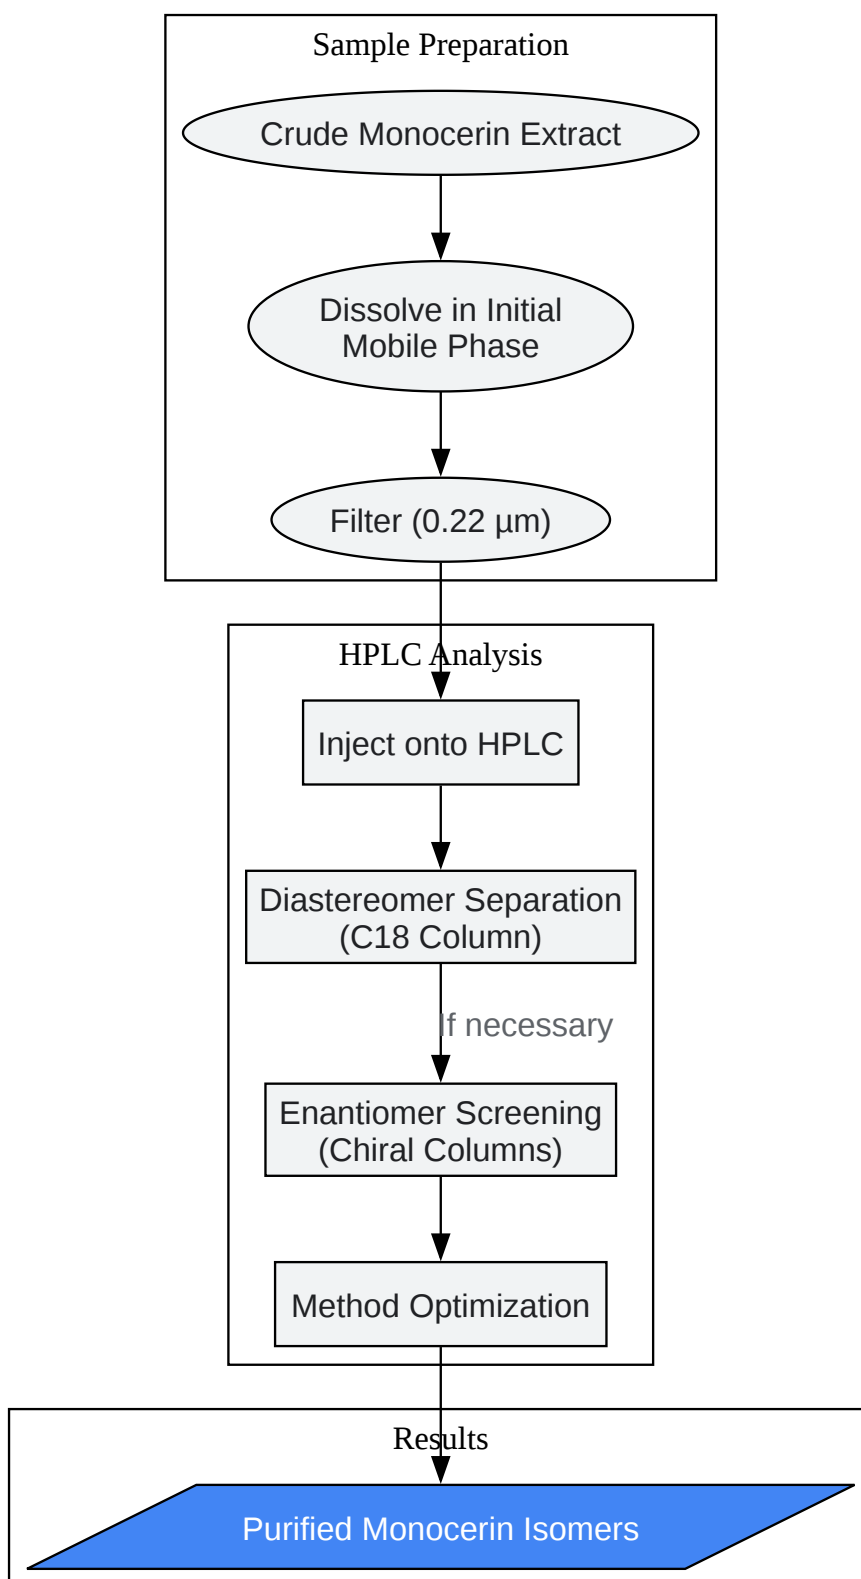 Sample Preparation
Crude Monocerin Extract
Dissolve in Initial
Mobile Phase
Filter (0.22 µm)
HPLC Analysis
Inject onto HPLC
Diastereomer Separation
(C18 Column)
If necessary
Enantiomer Screening
(Chiral Columns)
Method Optimization
Results
Purified Monocerin Isomers